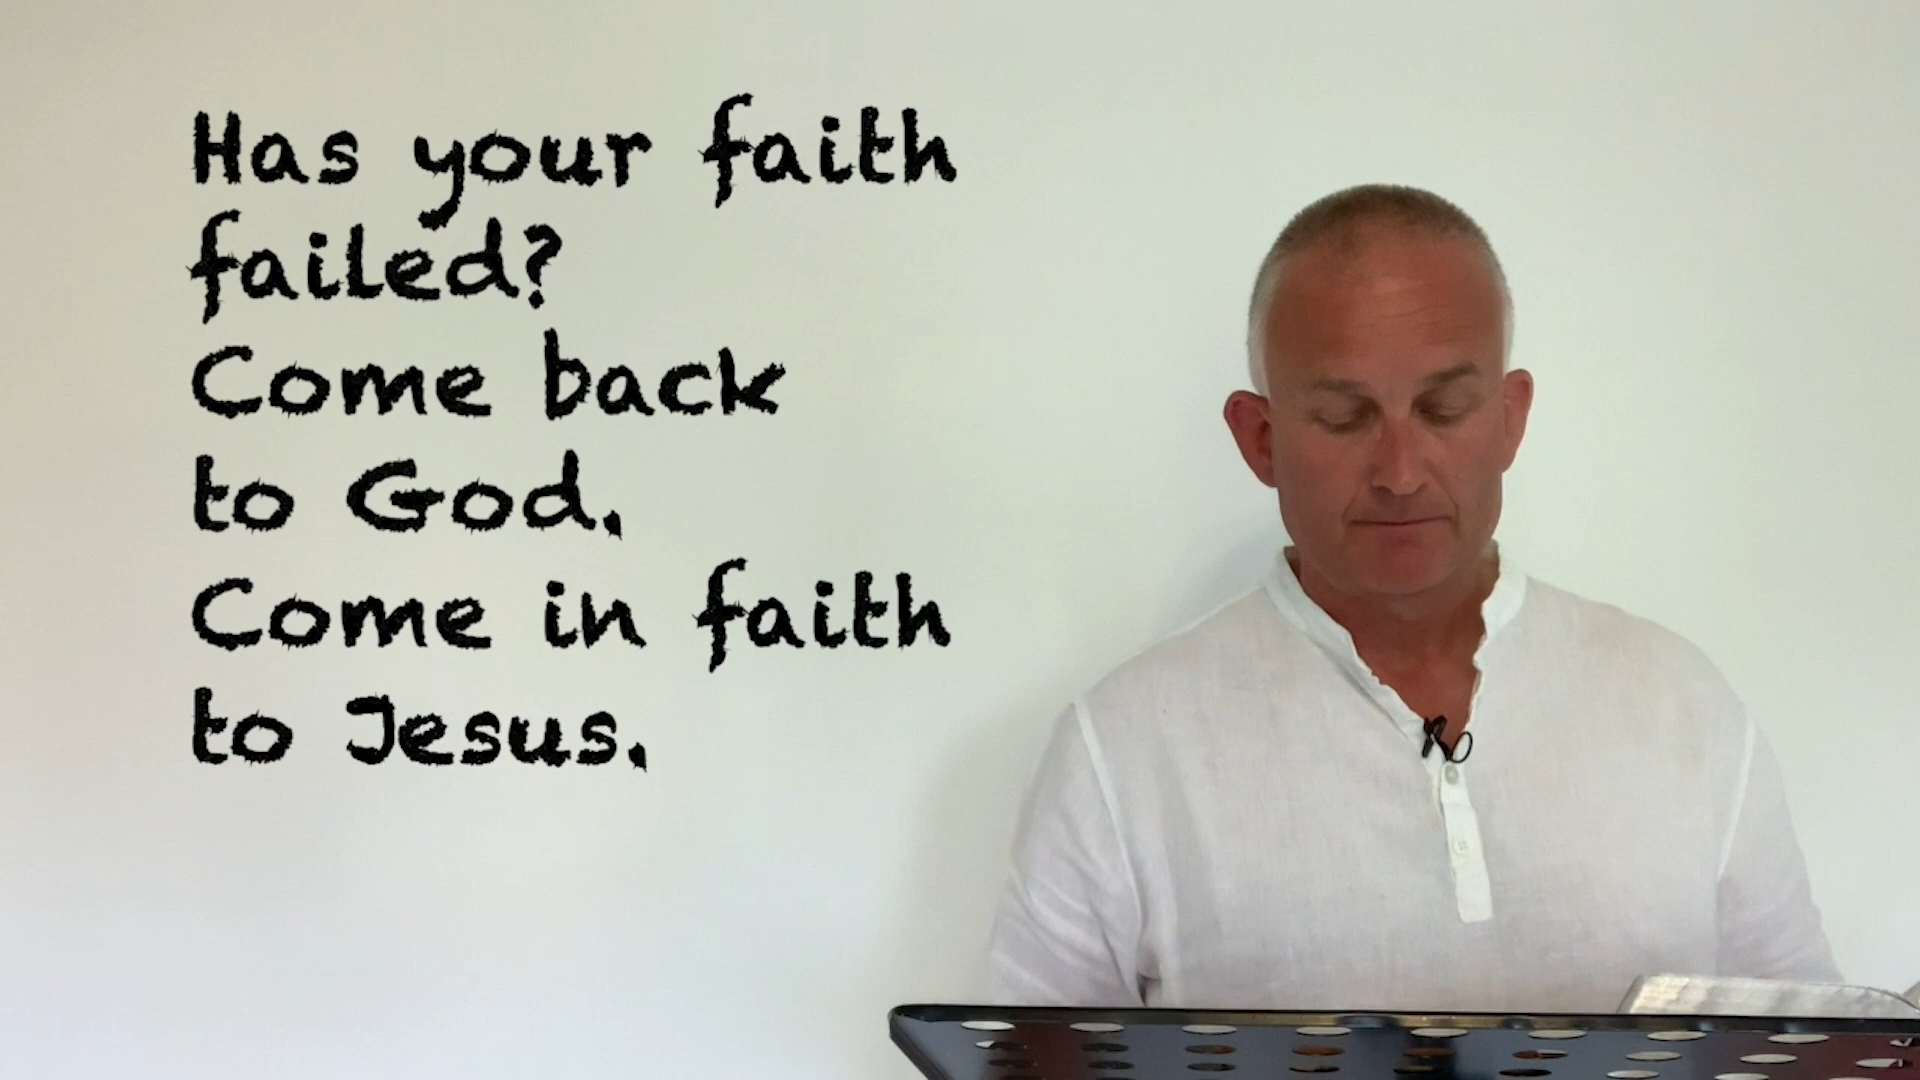 Has your faith
failed?
Come back
to God.
Come in faith
to Jesus.